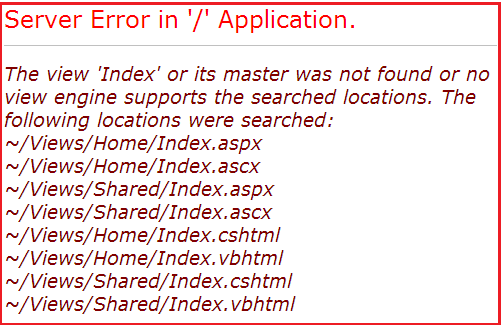 Server Error in '/' Application.
The view 'Index' or its master was not found or no
view engine supports the searched locations. The
following locations were searched:
~/Views/Home/Index.aspx
~/Views/Home/Index.ascx
~/Views/Shared/Index.aspx
~/Views/Shared/Index.ascx
~/Views/Home/Index.cshtml
~/Views/Home/Index.vbhtml
~/Views/Shared/Index.cshtml
~/Views/Shared/Index.vbhtml